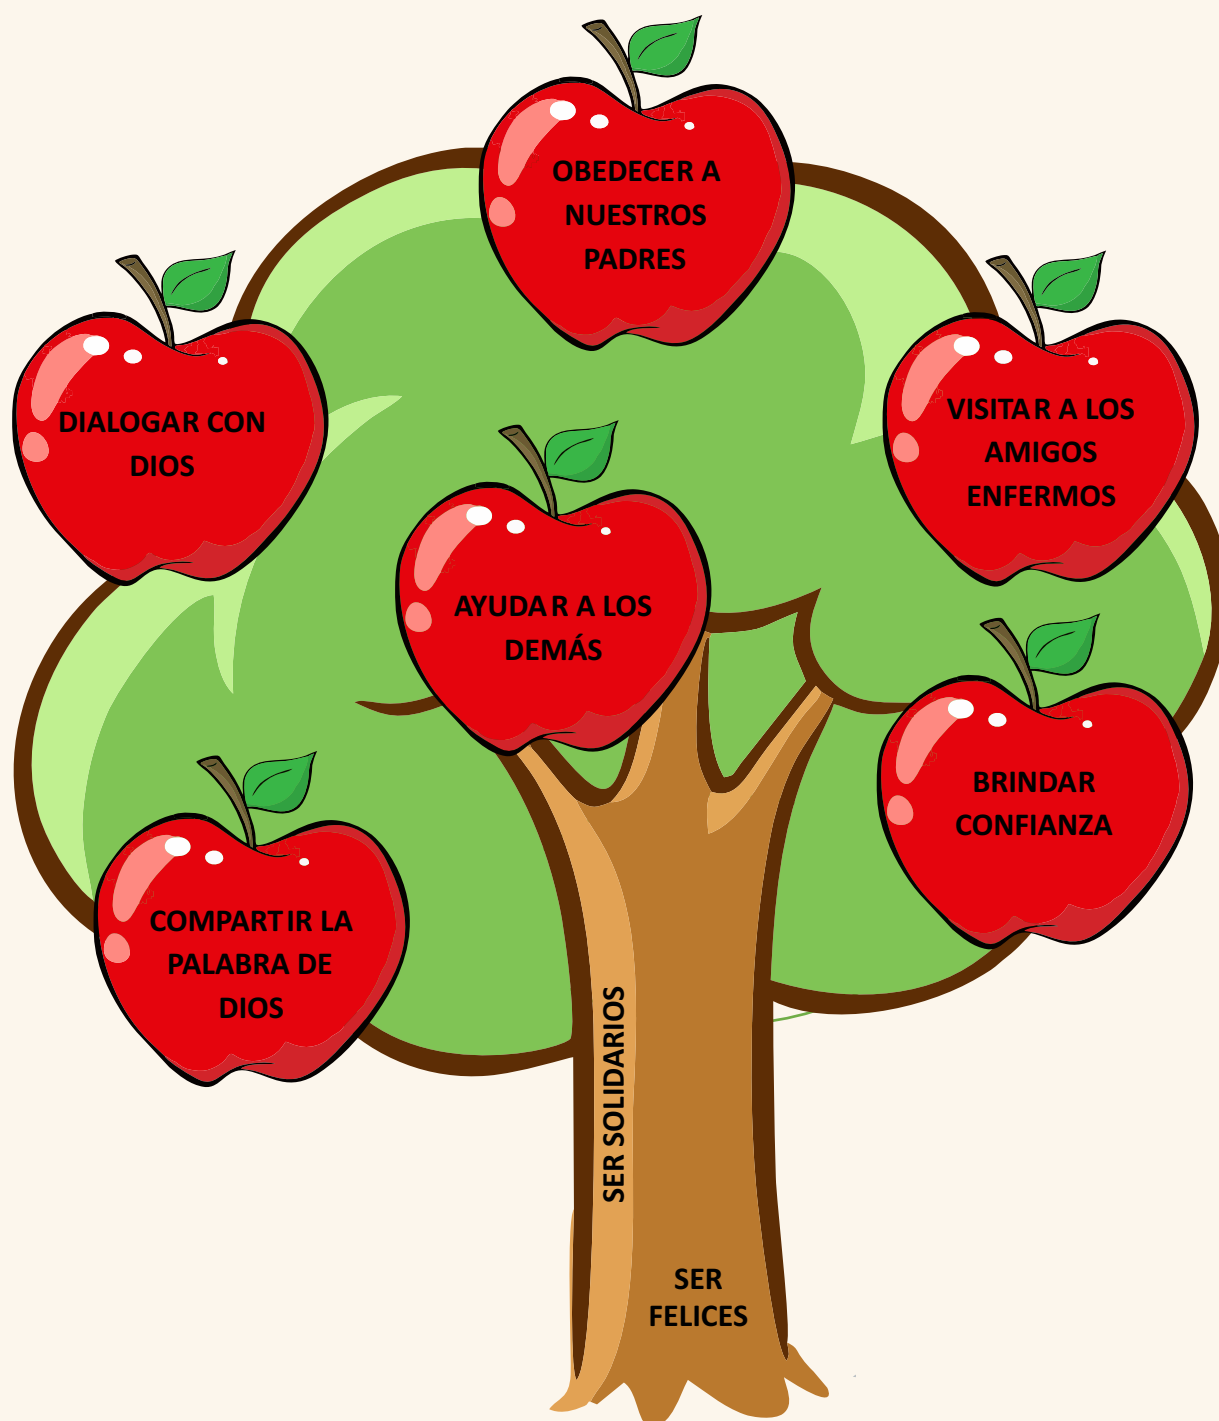 OBEDECER A
NUESTROS
PADRES
DIALOGAR CON
DIOS
VISITAR A LOS
AMIGOS
ENFERMOS
AYUDAR A LOS
DEMÁS
BRINDAR
CONFIANZA
COMPARTIR LA
PALABRA DE
DIOS
SER SOLIDARIOS
SER
FELICES